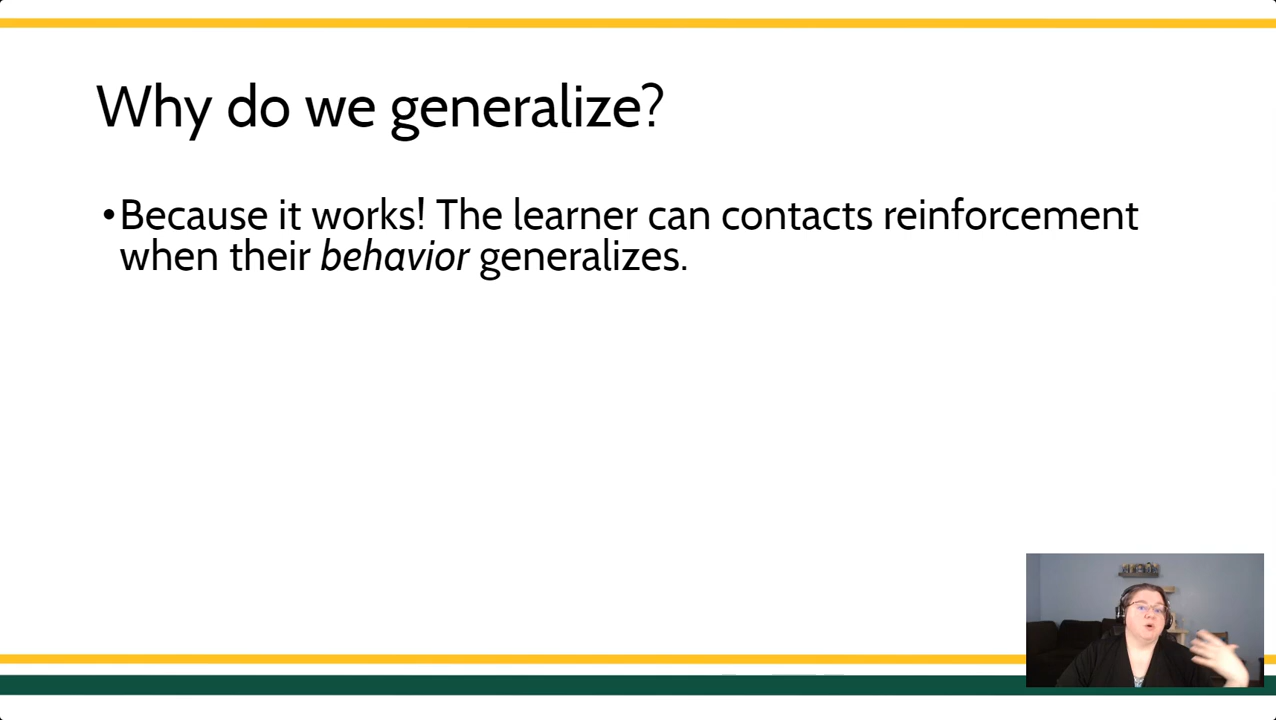 Why do we generalize?
•Because it works! The learner can contacts reinforcement
when their behavior generalizes.